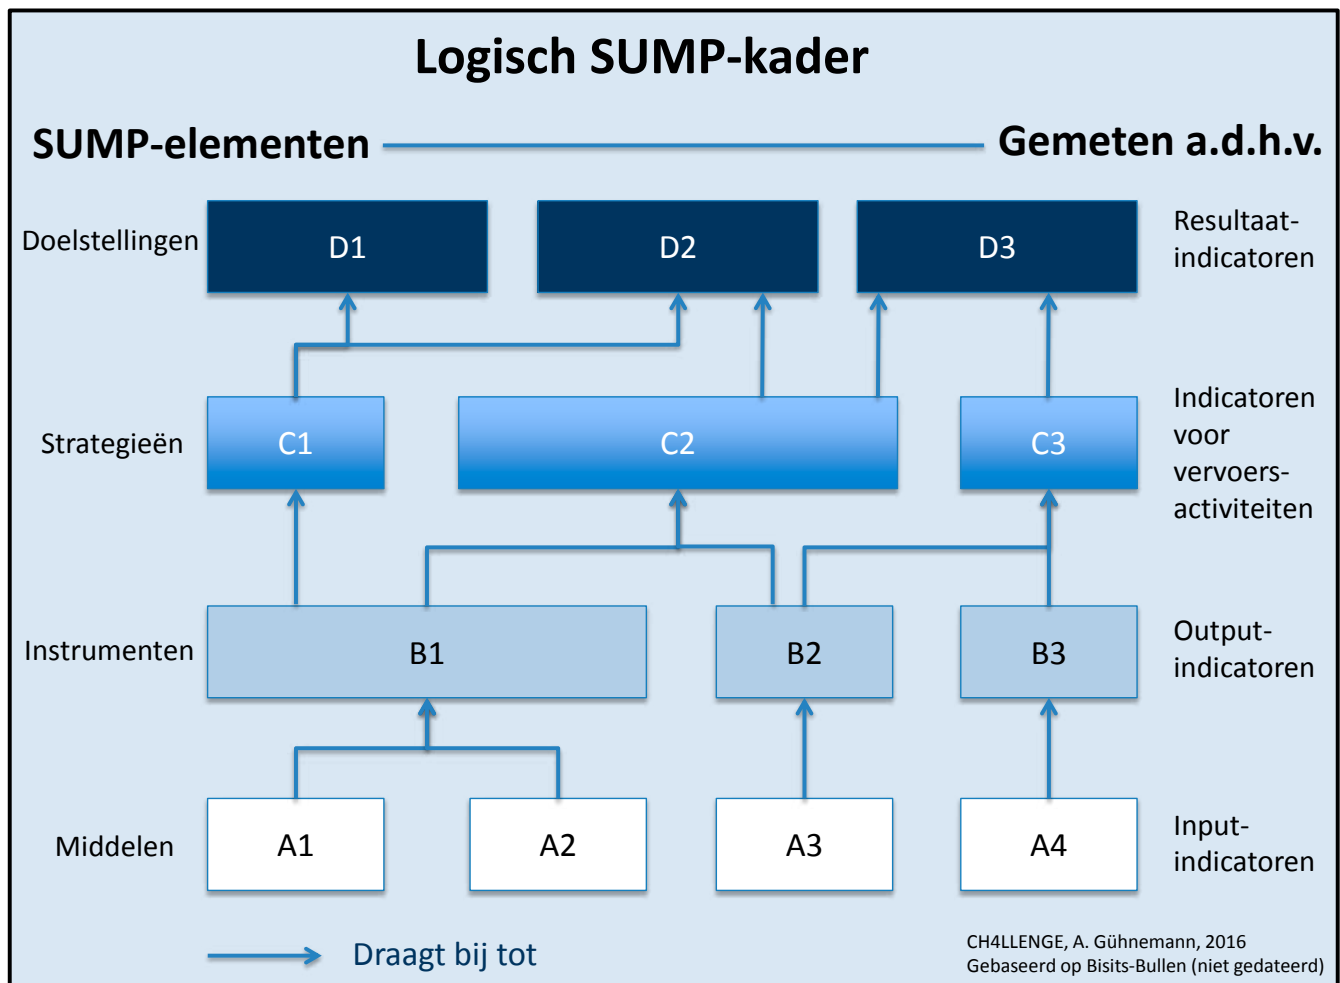 Logisch SUMP-kader
SUMP-elementen
Gemeten a.d.h.v.
Doelstellingen
D1
D2
D3
Resultaat-
indicatoren
Strategieën
C1
C2
C3
Indicatoren
voor
vervoers-
activiteiten
Instrumenten
B1
B2
B3
Output-
indicatoren
Middelen
A1
A2
A3
A4
Input-
indicatoren
Draagt bij tot
CH4LLENGE, A. Gühnemann, 2016
Gebaseerd op Bisits-Bullen (niet gedateerd)